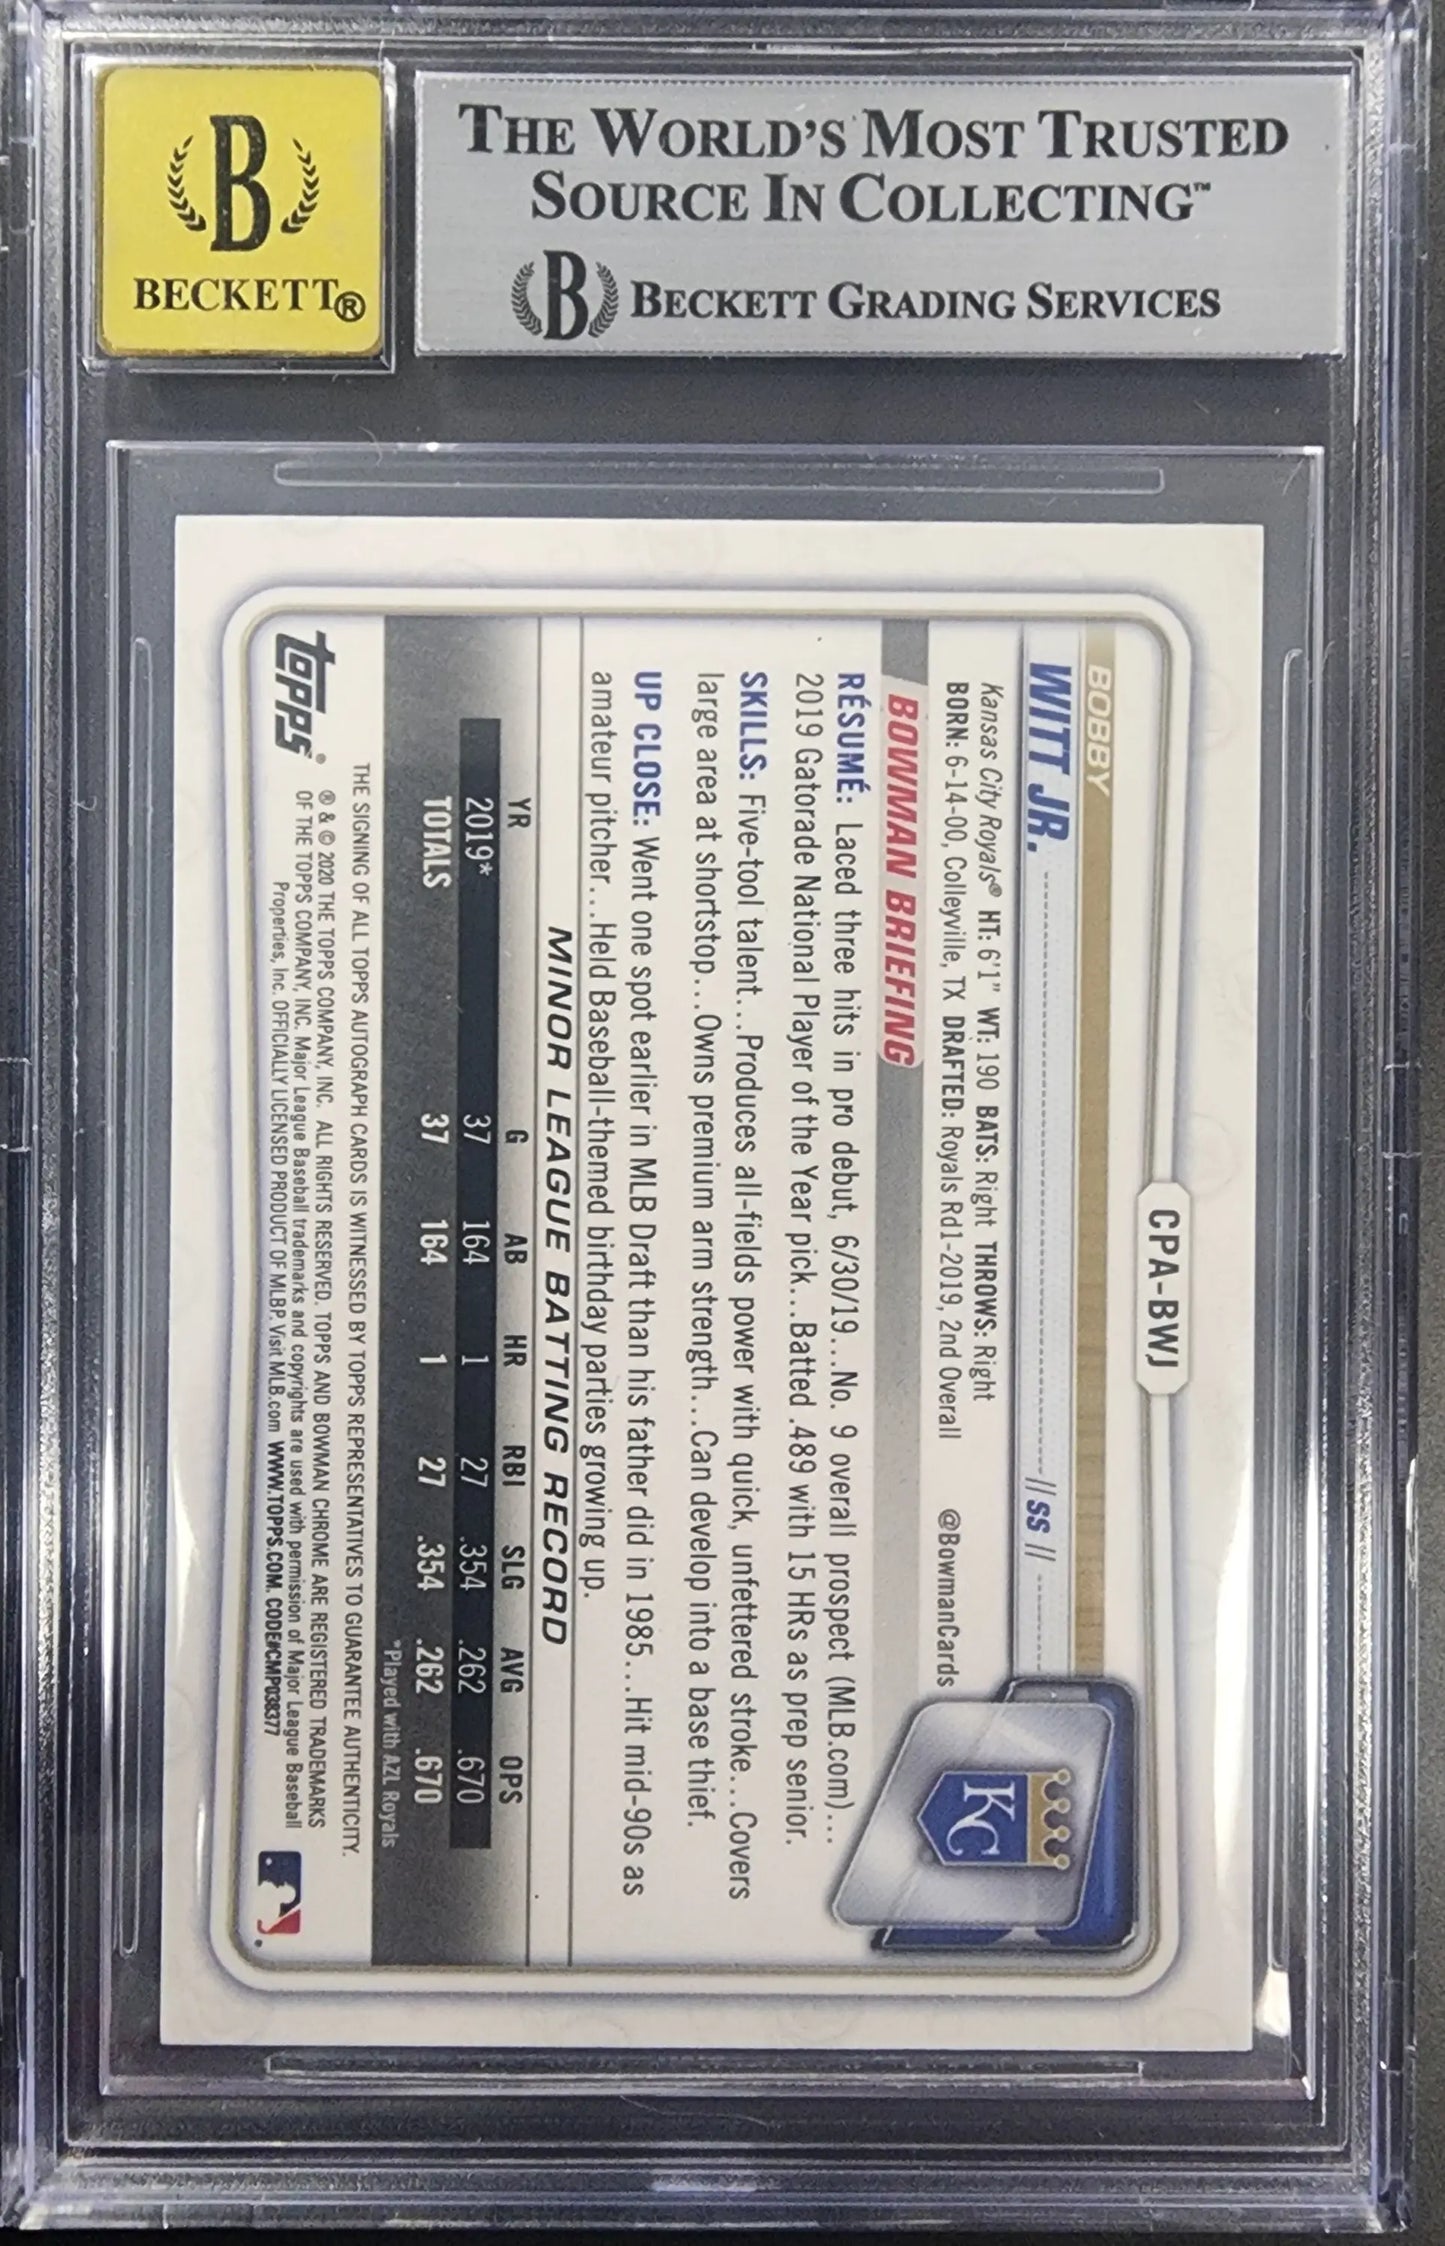 B
BECKETT®
THE WORLD'S MOST TRUSTED
SOURCE IN COLLECTING™
B BECKETT GRADING SERVICES
CPA-BWJ
BOBBY
WITT JR. // SS //
Kansas City Royals® HT: 6'1" WT: 190 BATS: Right THROWS: Right
BORN: 6-14-00, Colleyville, TX DRAFTED: Royals Rd1-2019, 2nd Overall @BowmanCards
KC
BOWMAN BRIEFING
RÉSUMÉ: Laced three hits in pro debut, 6/30/19...No. 9 overall prospect (MLB.com)...
2019 Gatorade National Player of the Year pick...Batted .489 with 15 HRs as prep senior.
SKILLS: Five-tool talent...Produces all-fields power with quick, unfettered stroke...Covers
large area at shortstop...Owns premium arm strength...Can develop into a base thief.
UP CLOSE: Went one spot earlier in MLB Draft than his father did in 1985...Hit mid-90s as
amateur pitcher...Held Baseball-themed birthday parties growing up.
MINOR LEAGUE BATTING RECORD
YR G AB HR RBI SLG AVG OPS
2019* 37 164 1 27 .354 .262 .670
TOTALS 37 164 1 27 .354 .262 .670
*Played with AZL Royals
THE SIGNING OF ALL TOPPS AUTOGRAPH CARDS IS WITNESSED BY TOPPS REPRESENTATIVES TO GUARANTEE AUTHENTICITY.
topps®
® & © 2020 THE TOPPS COMPANY, INC. ALL RIGHTS RESERVED. TOPPS AND BOWMAN CHROME ARE REGISTERED TRADEMARKS
OF THE TOPPS COMPANY, INC. Major League Baseball trademarks and copyrights are used with permission of Major League Baseball
Properties, Inc. OFFICIALLY LICENSED PRODUCT OF MLBP. Visit MLB.com WWW.TOPPS.COM. CODE#CMP038377